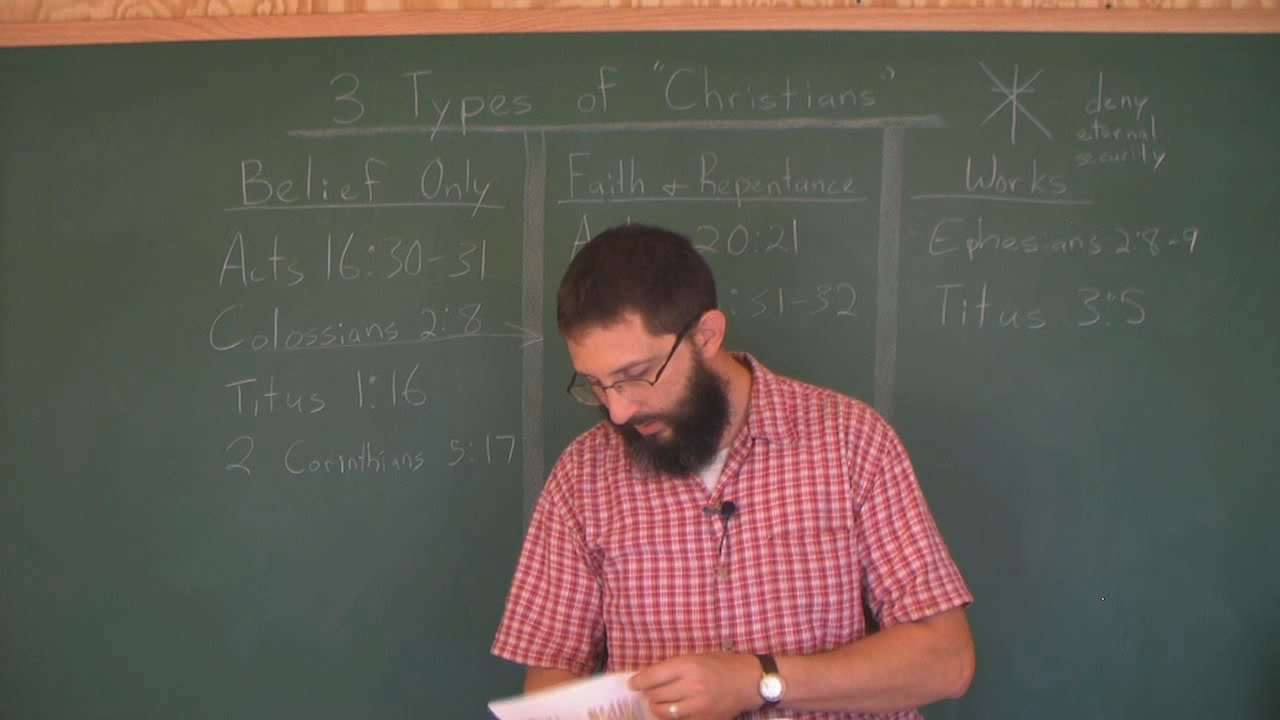 3 Types of "Christians"
deny
eternal
security
Belief Only
Acts 16:30-31
Colossians 2:8
Titus 1:16
2 Corinthians 5:17
Faith & Repentance
20:21
:31-32
Works
Ephesians 2:8-9
Titus 3:5